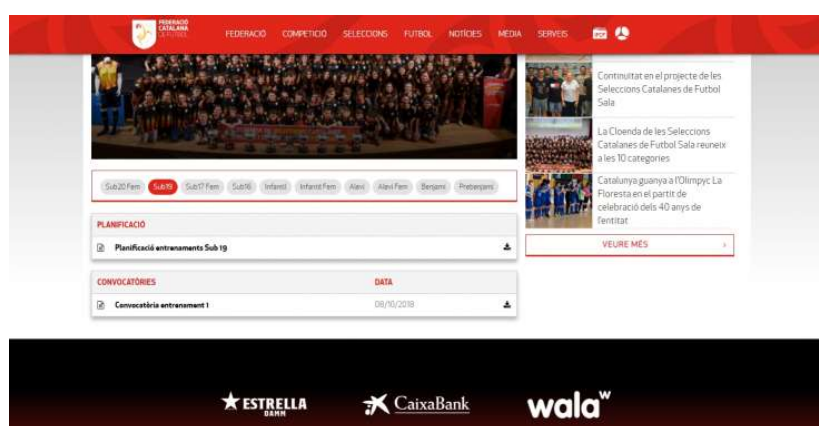 FEDERACIÓ
CATALANA
DE FUTBOL
FEDERACIÓ COMPETICIÓ SELECCIONS FUTBOL NOTÍCIES MÈDIA SERVEIS PDF
Continuïtat en el projecte de les
Seleccions Catalanes de Futbol
Sala
La Cloenda de les Seleccions
Catalanes de Futbol Sala reuneix
a les 10 categories
Catalunya guanya a l'Olimpyc La
Floresta en el partit de
celebració dels 40 anys de
l'entitat
VEURE MÉS
Sub20 Fem Sub19 Sub17 Fem Sub16 Infantil Infantil Fem Aleví Aleví Fem Benjamí Prebenjamí
PLANIFICACIÓ
Planificació entrenaments Sub 19
CONVOCATÒRIES DATA
Convocatòria entrenament 1 08/10/2018
ESTRELLA
DAMM
CaixaBank
wala w